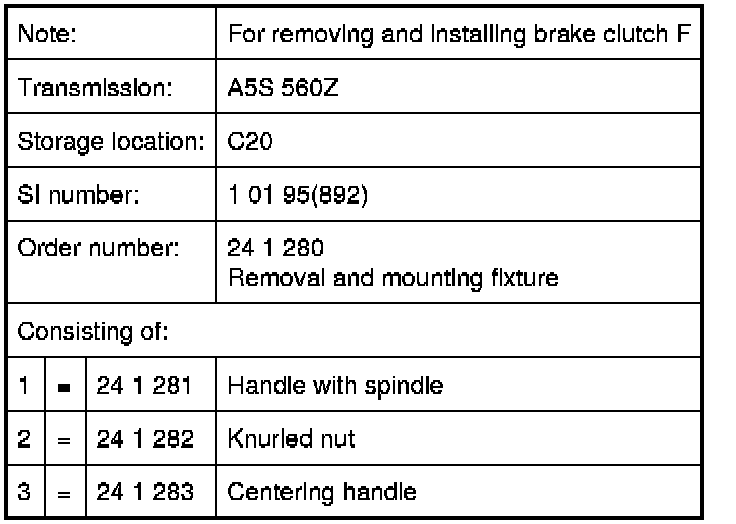 Note: For removing and installing brake clutch F
Transmission: A5S 560Z
Storage location: C20
SI number: 1 01 95(892)
Order number: 24 1 280
Removal and mounting fixture
Consisting of:
1 = 24 1 281 Handle with spindle
2 = 24 1 282 Knurled nut
3 = 24 1 283 Centering handle